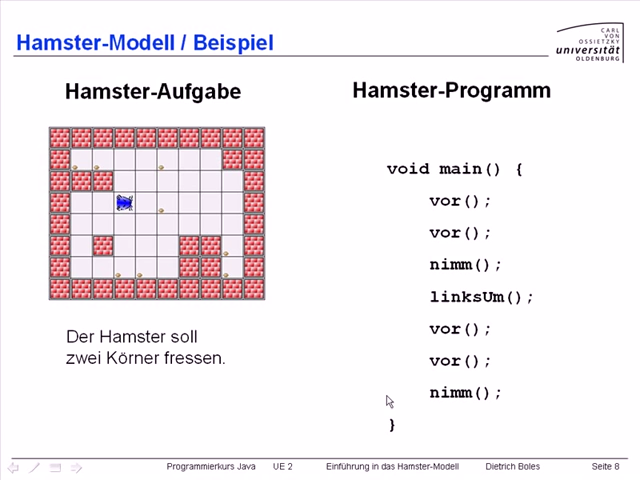 Hamster-Modell / Beispiel
CARL
VON
OSSIETZKY
universität
OLDENBURG
Hamster-Aufgabe
Der Hamster soll
zwei Körner fressen.
Hamster-Programm
void main() {
vor();
vor();
nimm();
linksUm();
vor();
vor();
nimm();
}
Programmierkurs Java UE 2 Einführung in das Hamster-Modell Dietrich Boles Seite 8